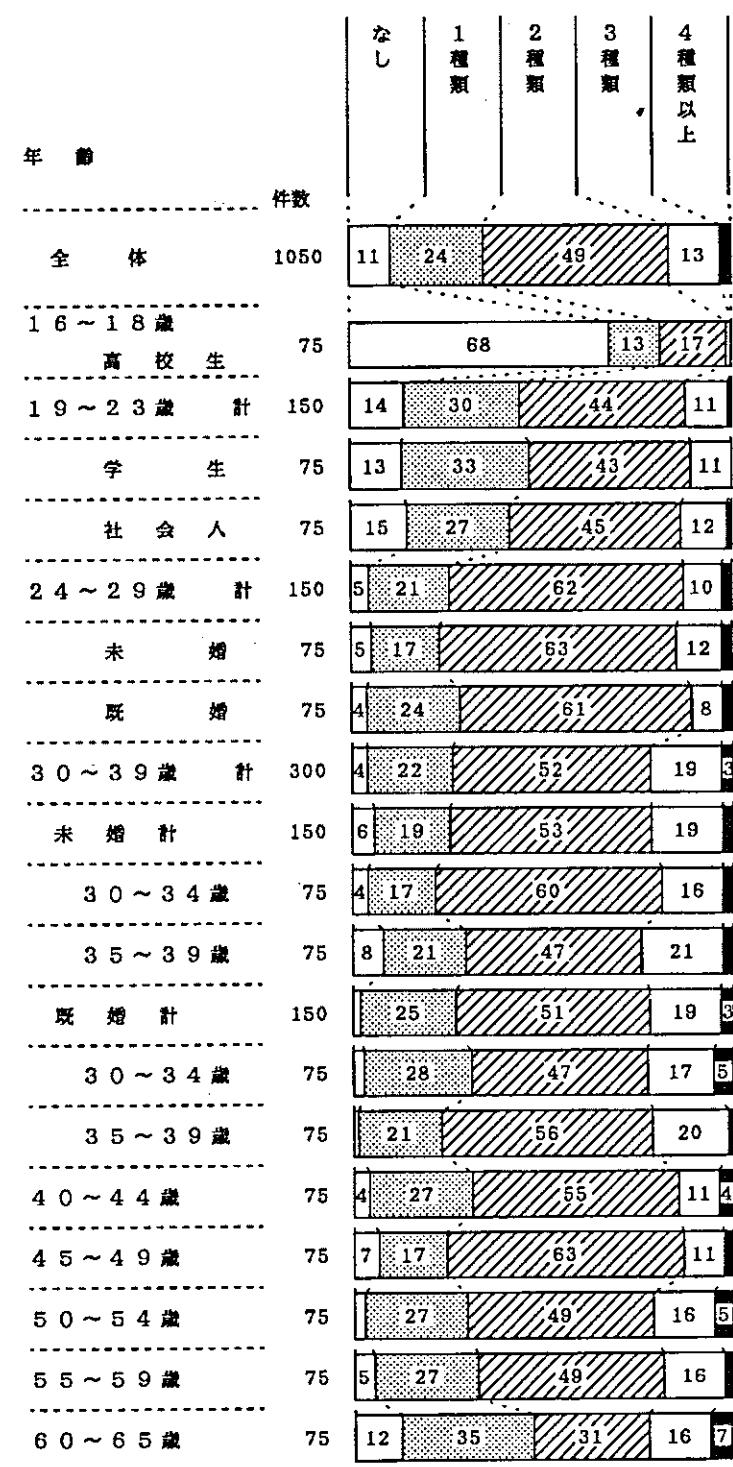 なし
1種類
2種類
3種類
4種類以上
年齢
件数
全体 1050 11 24 49 13
16～18歳
高校生 75 68 13 17
19～23歳 計 150 14 30 44 11
学生 75 13 33 43 11
社会人 75 15 27 45 12
24～29歳 計 150 5 21 62 10
未婚 75 5 17 63 12
既婚 75 4 24 61 8
30～39歳 計 300 4 22 52 19 3
未婚計 150 6 19 53 19
30～34歳 75 4 17 60 16
35～39歳 75 8 21 47 21
既婚計 150 25 51 19 3
30～34歳 75 28 47 17 5
35～39歳 75 21 56 20
40～44歳 75 4 27 55 11 4
45～49歳 75 7 17 63 11
50～54歳 75 27 49 16 5
55～59歳 75 5 27 49 16
60～65歳 75 12 35 31 16 7